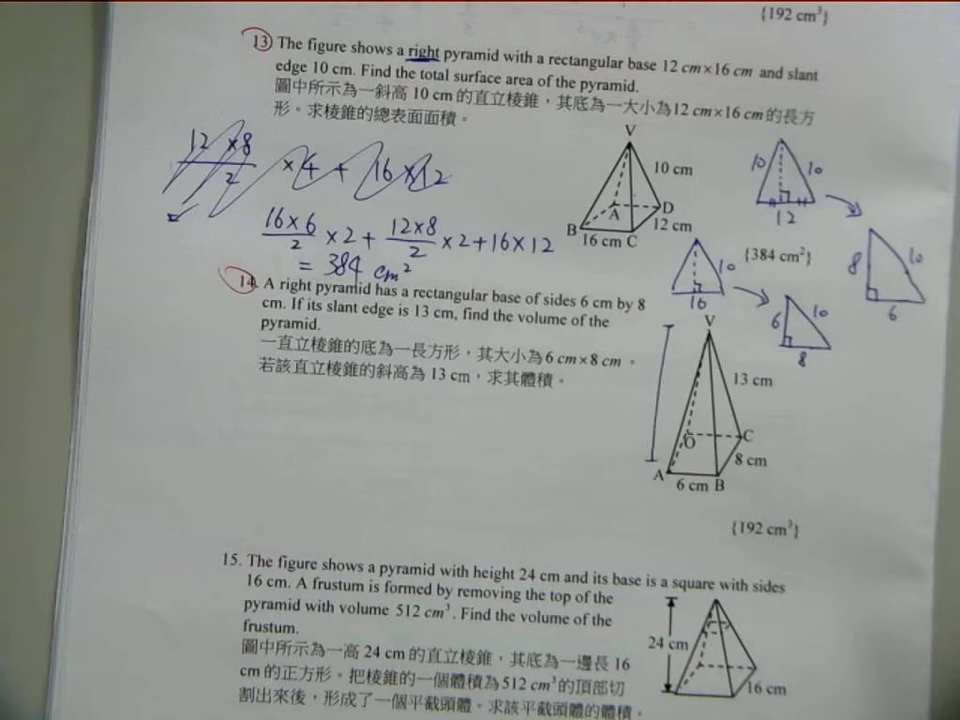 {192 cm³}
13 The figure shows a right pyramid with a rectangular base 12 cm×16 cm and slant
edge 10 cm. Find the total surface area of the pyramid.
圖中所示為一斜高 10 cm 的直立棱錐，其底為一大小為12 cm×16 cm 的長方
形。求棱錐的總表面面積。
12 ×8
2
×4 + 16×12
16×6
2
×2+
12×8
2
×2+16×12
= 384 cm²
V
10 cm
A
D
B
C
16 cm
12 cm
10
10
12
8
10
6
10
16
6
10
8
{384 cm²}
14. A right pyramid has a rectangular base of sides 6 cm by 8
cm. If its slant edge is 13 cm, find the volume of the
pyramid.
一直立棱錐的底為一長方形，其大小為6 cm×8 cm。
若該直立棱錐的斜高為 13 cm，求其體積。
V
13 cm
C
8 cm
A
6 cm
B
{192 cm³}
15. The figure shows a pyramid with height 24 cm and its base is a square with sides
16 cm. A frustum is formed by removing the top of the
pyramid with volume 512 cm³. Find the volume of the
frustum.
圖中所示為一高 24 cm 的直立棱錐，其底為一邊長 16
cm 的正方形。把棱錐的一個體積為512 cm³的頂部切
割出來後，形成了一個平截頭體。求該平截頭體的體積。
24 cm
16 cm